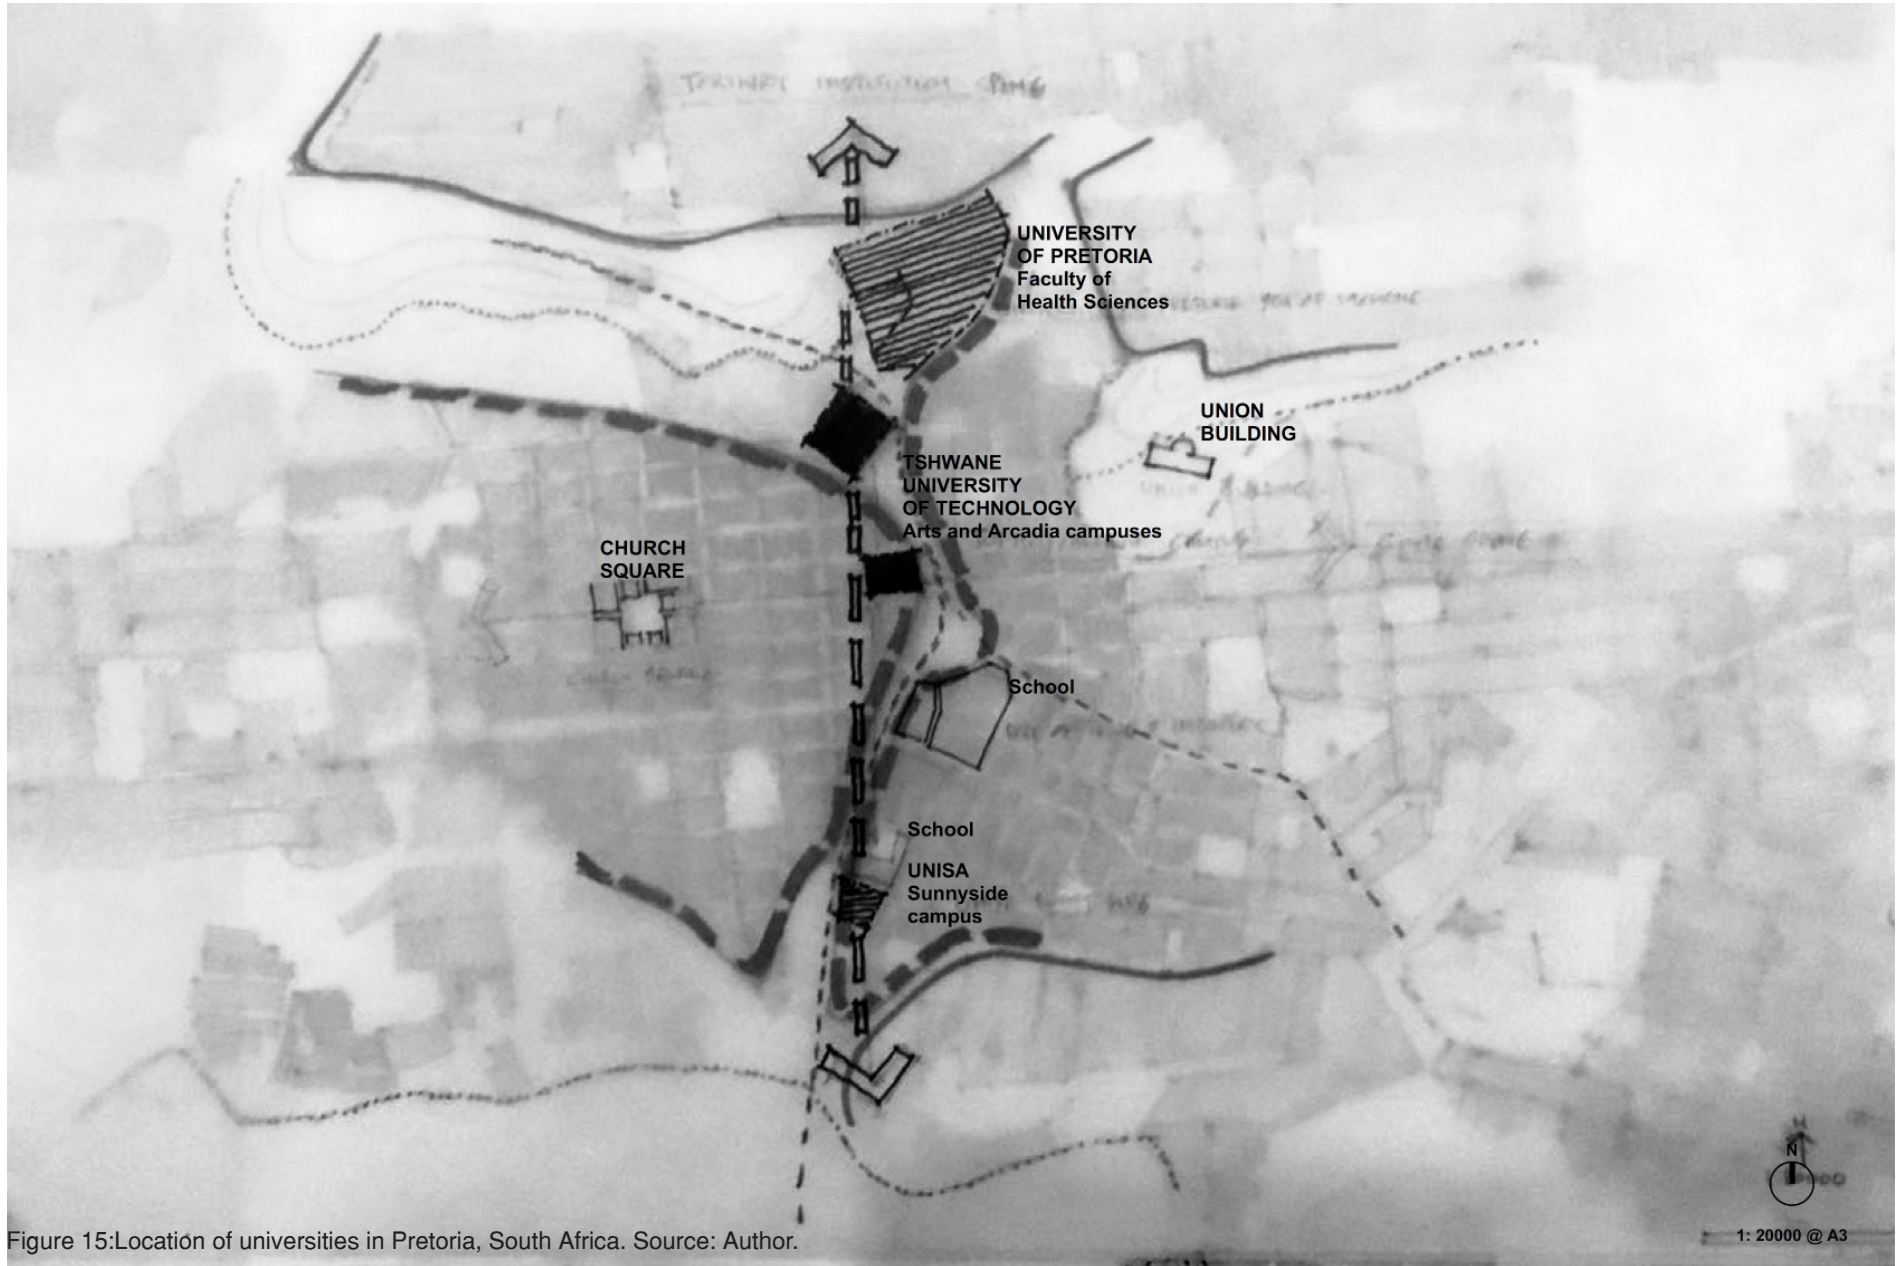 UNIVERSITY
OF PRETORIA
Faculty of
Health Sciences
UNION
BUILDING
TSHWANE
UNIVERSITY
OF TECHNOLOGY
Arts and Arcadia campuses
CHURCH
SQUARE
School
School
UNISA
Sunnyside
campus
N
1: 20000 @ A3
Figure 15:Location of universities in Pretoria, South Africa. Source: Author.